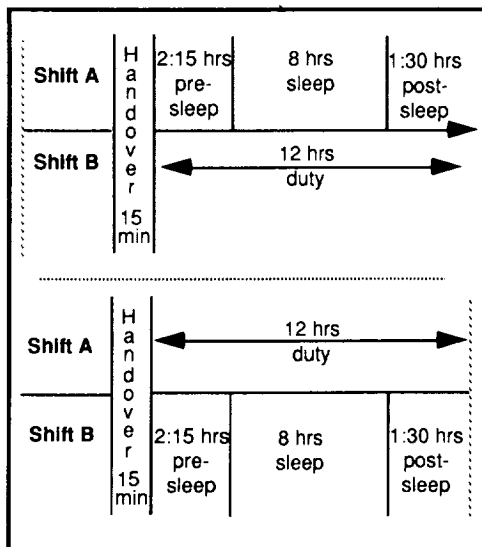 Handover
15
min
Shift A
2:15 hrs
pre-
sleep
8 hrs
sleep
1:30 hrs
post-
sleep
Shift B
12 hrs
duty
Handover
15
min
Shift A
12 hrs
duty
Shift B
2:15 hrs
pre-
sleep
8 hrs
sleep
1:30 hrs
post-
sleep